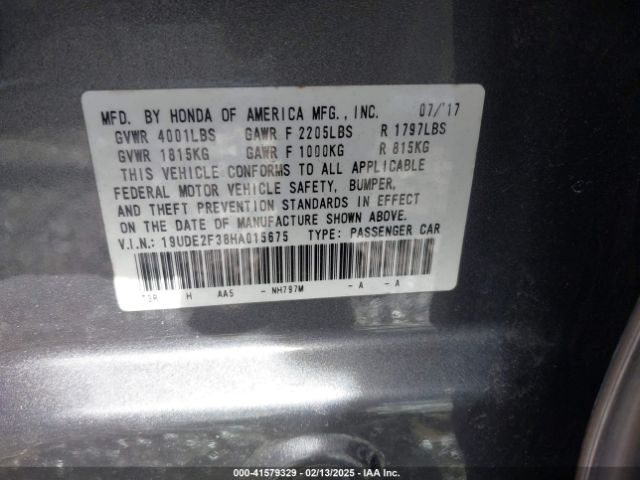 MFD. BY HONDA OF AMERICA MFG., INC. 07/'17
GVWR 4001LBS GAWR F 2205LBS R 1797LBS
GVWR 1815KG GAWR F 1000KG R 815KG
THIS VEHICLE CONFORMS TO ALL APPLICABLE
FEDERAL MOTOR VEHICLE SAFETY, BUMPER,
AND THEFT PREVENTION STANDARDS IN EFFECT
ON THE DATE OF MANUFACTURE SHOWN ABOVE.
V.I.N.: 19UDE2F38HA015675 TYPE: PASSENGER CAR
H AA5 - NH797M - A - A
000-41579329 - 02/13/2025 - IAA Inc.